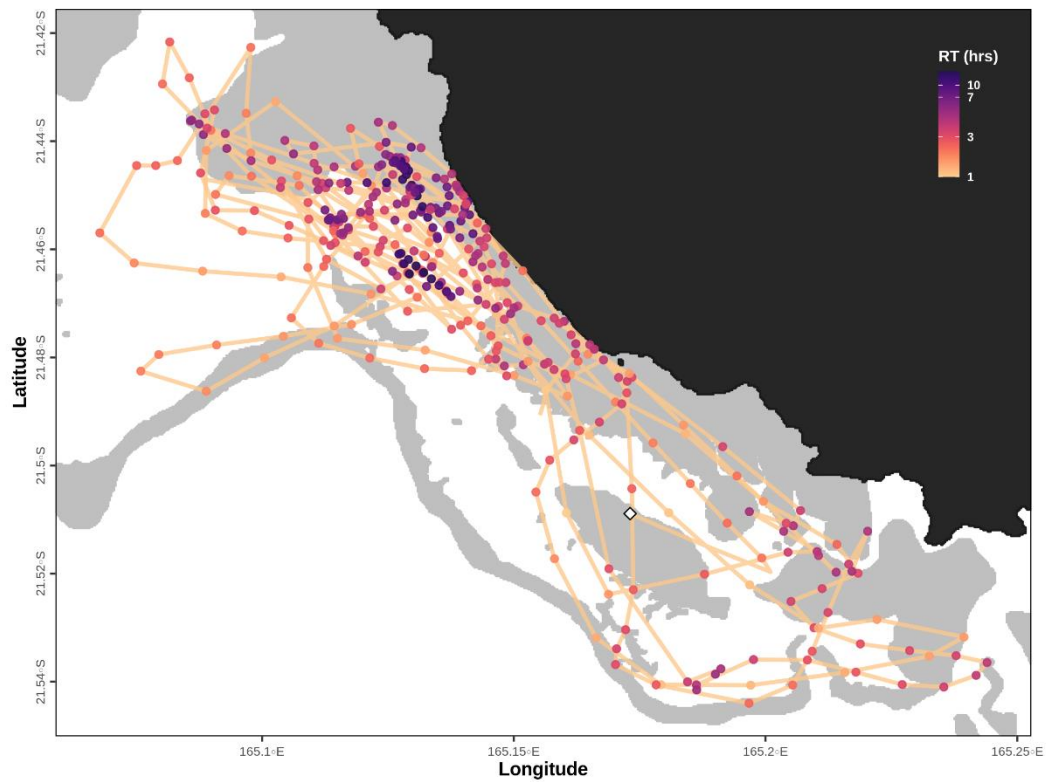 21.42◦S
21.44◦S
21.46◦S
21.48◦S
21.5◦S
21.52◦S
21.54◦S
Latitude
RT (hrs)
10
7
3
1
165.1◦E
165.15◦E
165.2◦E
165.25◦E
Longitude